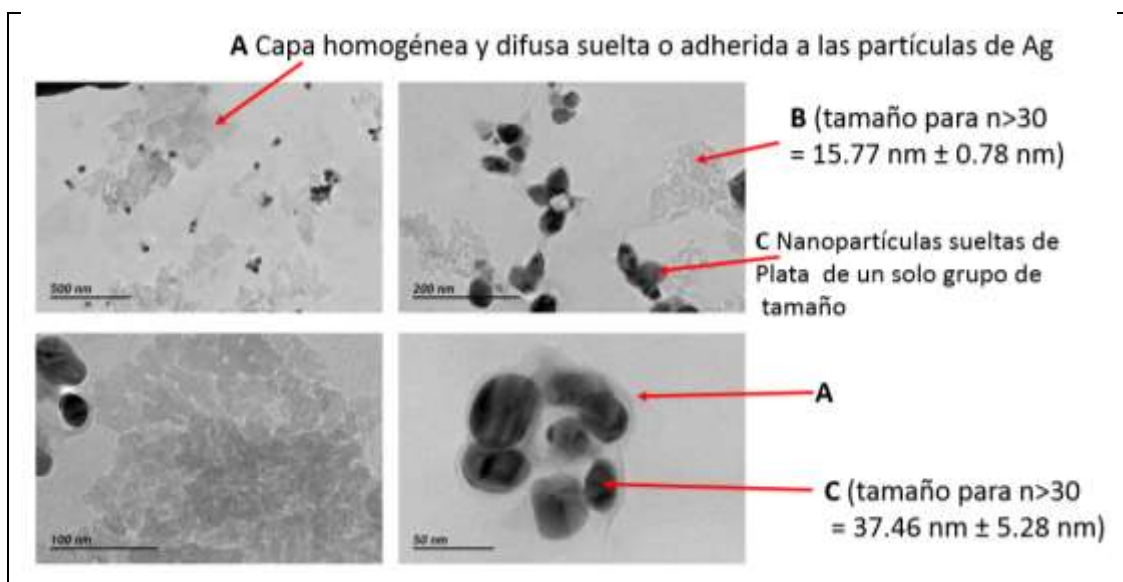 A Capa homogénea y difusa suelta o adherida a las partículas de Ag
B (tamaño para n>30
= 15.77 nm ± 0.78 nm)
C Nanopartículas sueltas de
Plata de un solo grupo de
tamaño
500 nm
200 nm
A
C (tamaño para n>30
= 37.46 nm ± 5.28 nm)
100 nm
50 nm